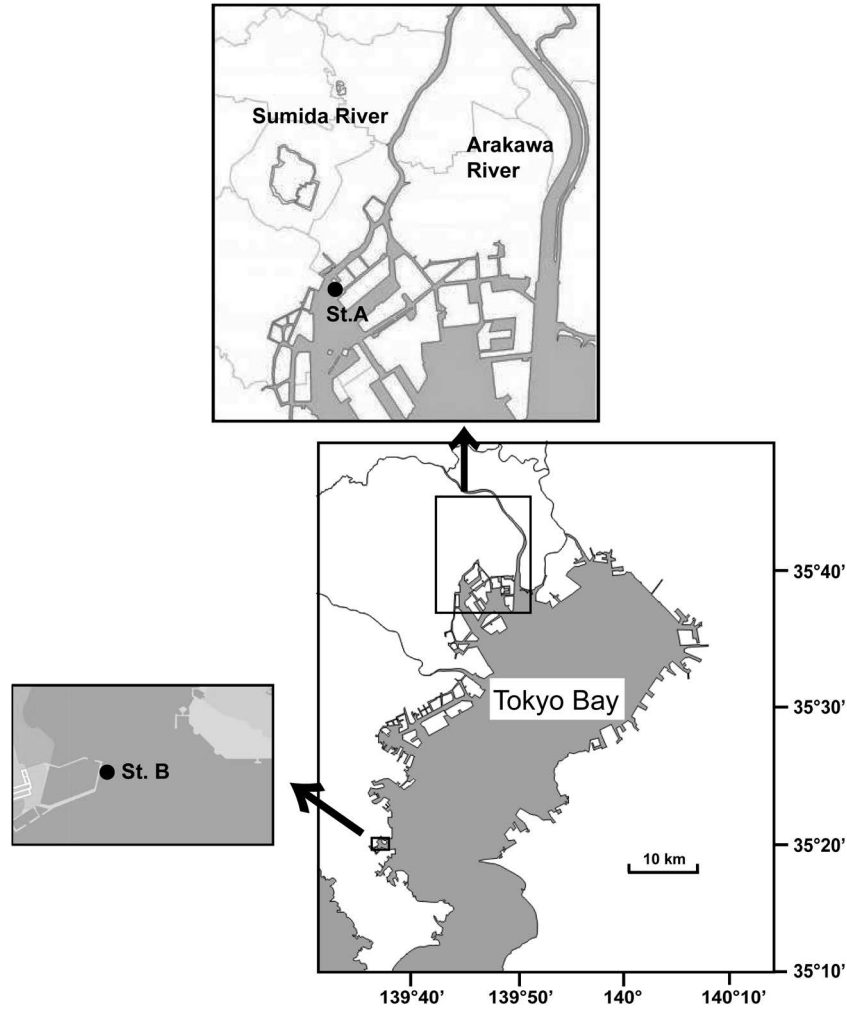 Sumida River
Arakawa
River
St.A
35°40’
Tokyo Bay
35°30’
St. B
35°20’
10 km
35°10’
139°40’
139°50’
140°
140°10’